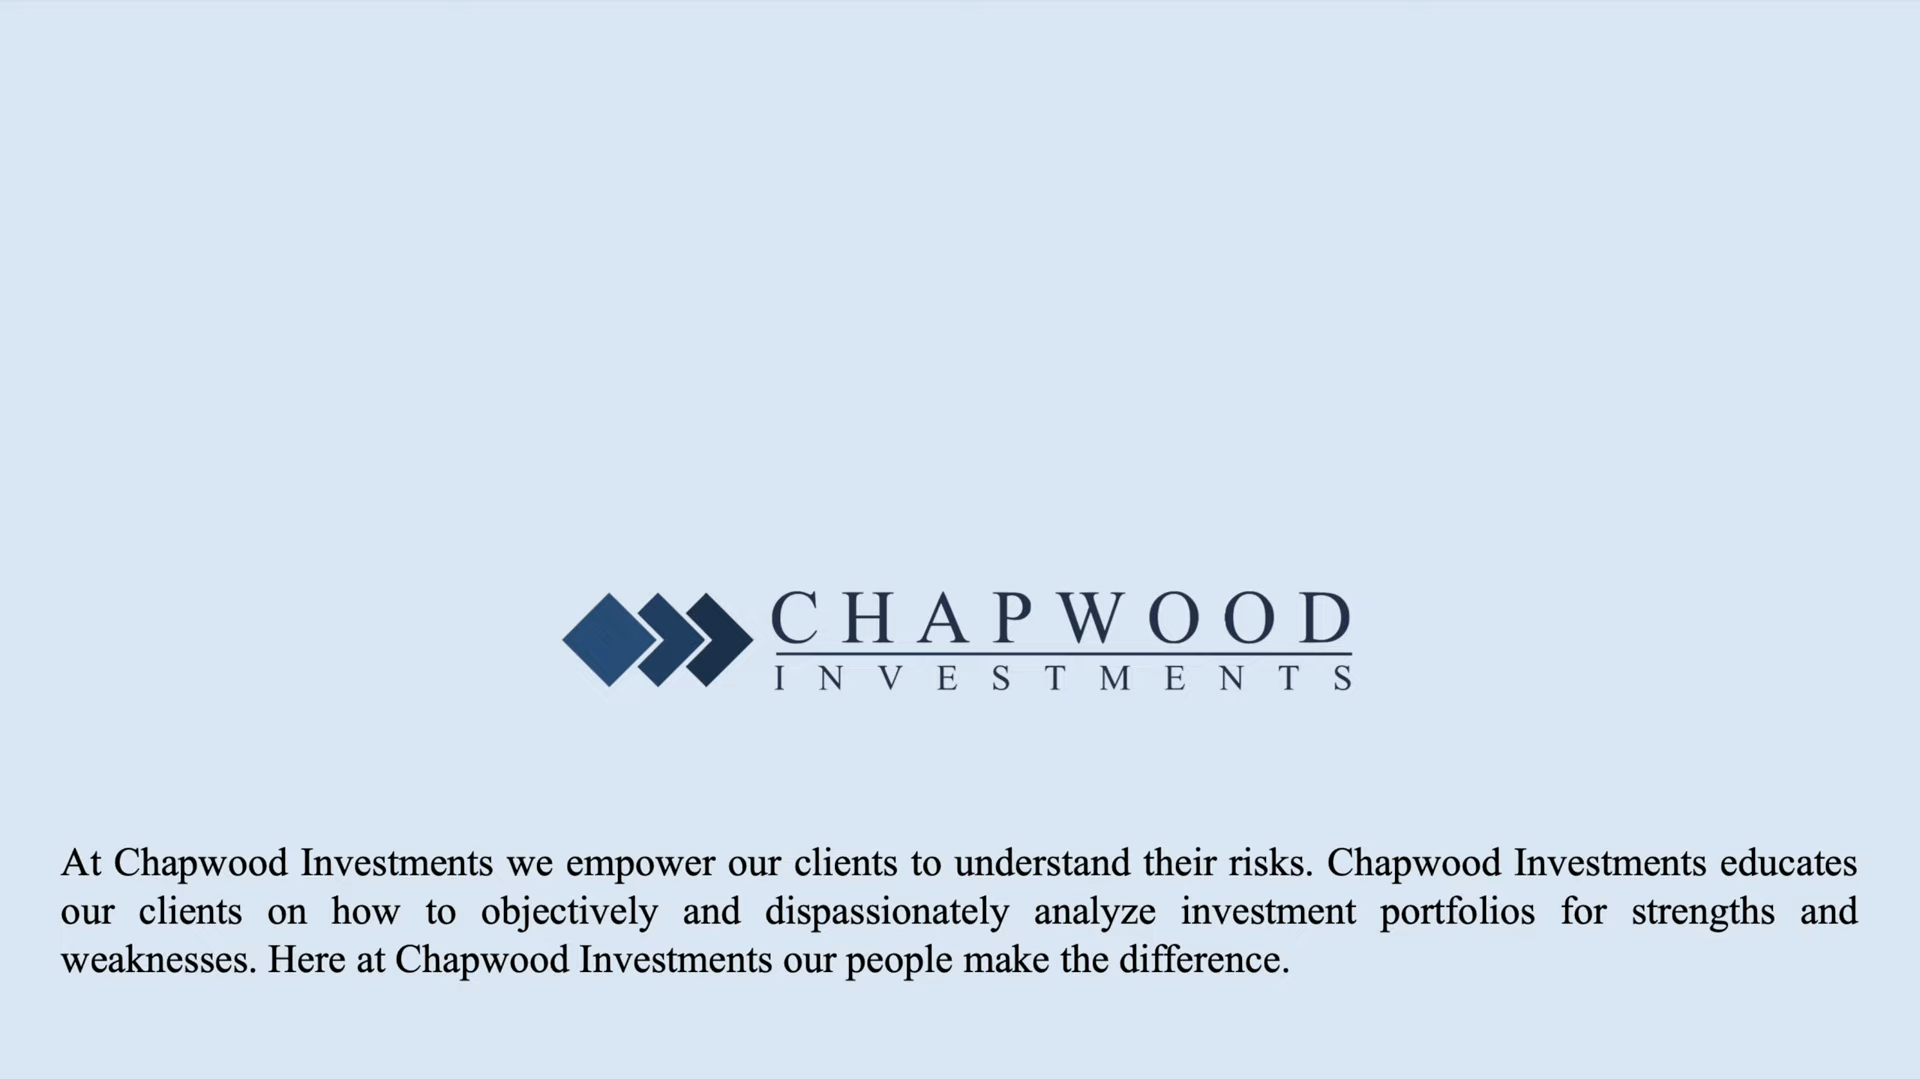 CHAPWOOD
INVESTMENTS
At Chapwood Investments we empower our clients to understand their risks. Chapwood Investments educates
our clients on how to objectively and dispassionately analyze investment portfolios for strengths and
weaknesses. Here at Chapwood Investments our people make the difference.